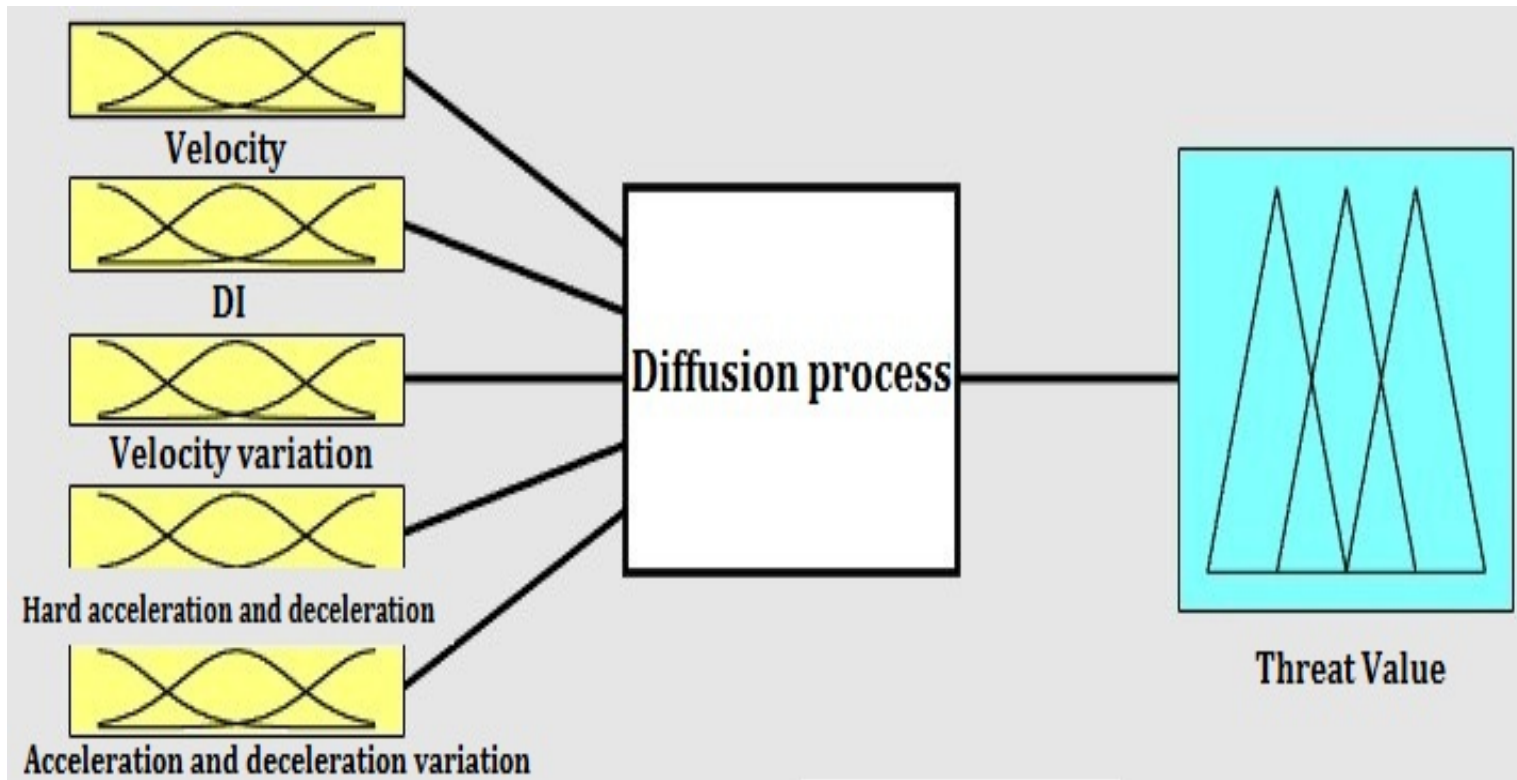 Velocity
DI
Velocity variation
Hard acceleration and deceleration
Acceleration and deceleration variation
Diffusion process
Threat Value